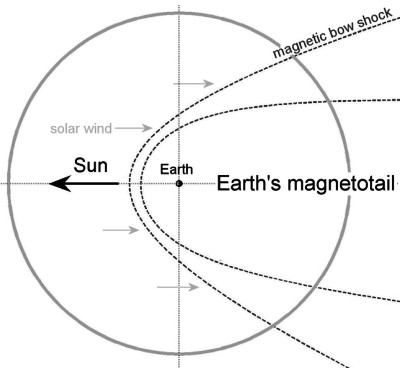 magnetic bow shock
solar wind
Sun
Earth
Earth's magnetotail